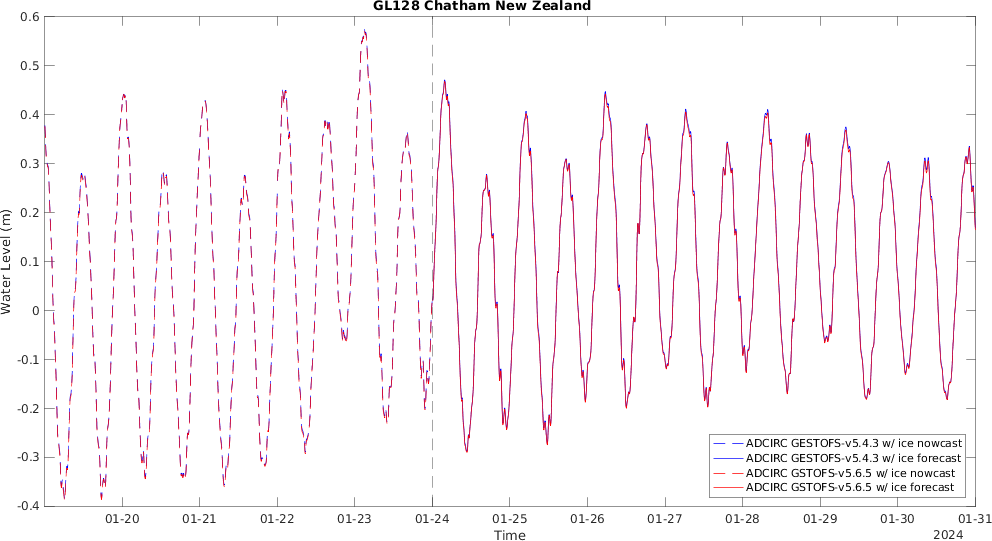 GL128 Chatham New Zealand
0.6
0.5
0.4
0.3
0.2
0.1
0
-0.1
-0.2
-0.3
-0.4
Water Level (m)
ADCIRC GESTOFS-v5.4.3 w/ ice nowcast
ADCIRC GESTOFS-v5.4.3 w/ ice forecast
ADCIRC GSTOFS-v5.6.5 w/ ice nowcast
ADCIRC GSTOFS-v5.6.5 w/ ice forecast
01-20 01-21 01-22 01-23 01-24 01-25 01-26 01-27 01-28 01-29 01-30 01-31
Time
2024